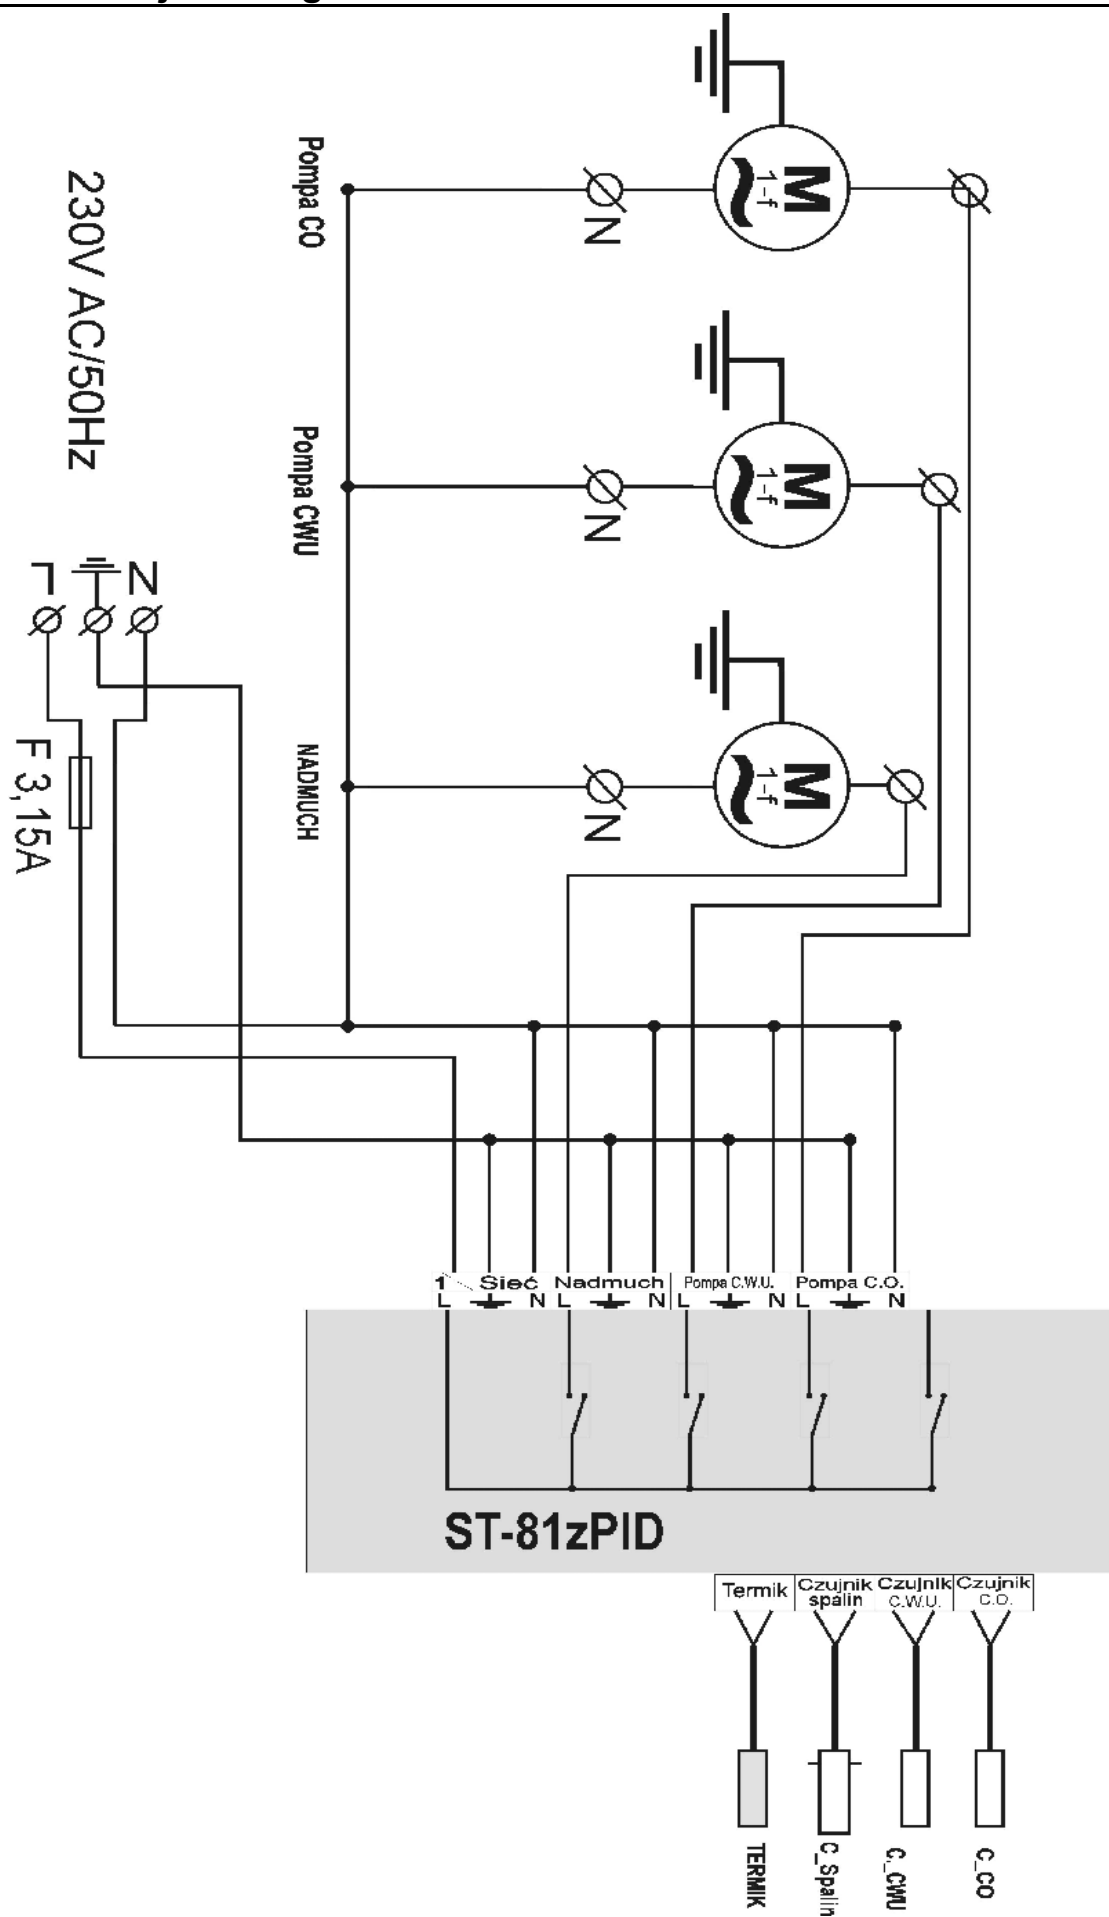 M
1-f
Pompa CO
N
230V AC/50Hz
M
1-f
Pompa CWU
N
L
N
M
1-f
NADMUCH
N
F 3,15A
1 Sieć Nadmuch Pompa C.W.U. Pompa C.O.
L N L N L N L N
ST-81zPID
Termik
Czujnik spalin
Czujnik C.W.U.
Czujnik C.O.
TERMIK
C_Spalin
C_CWU
C_CO